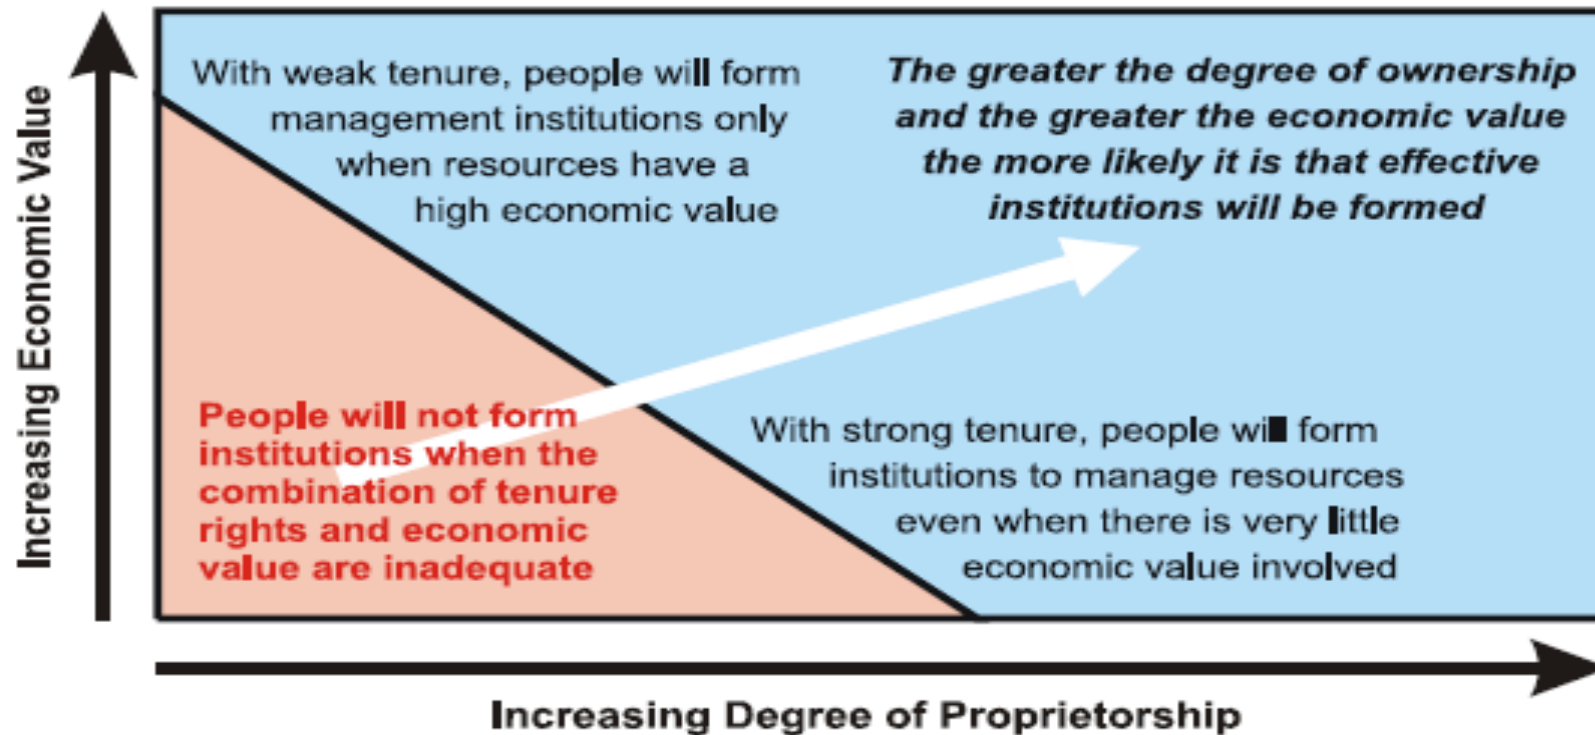 Increasing Economic Value
With weak tenure, people will form
management institutions only
when resources have a
high economic value
The greater the degree of ownership
and the greater the economic value
the more likely it is that effective
institutions will be formed
People will not form
institutions when the
combination of tenure
rights and economic
value are inadequate
With strong tenure, people will form
institutions to manage resources
even when there is very little
economic value involved
Increasing Degree of Proprietorship